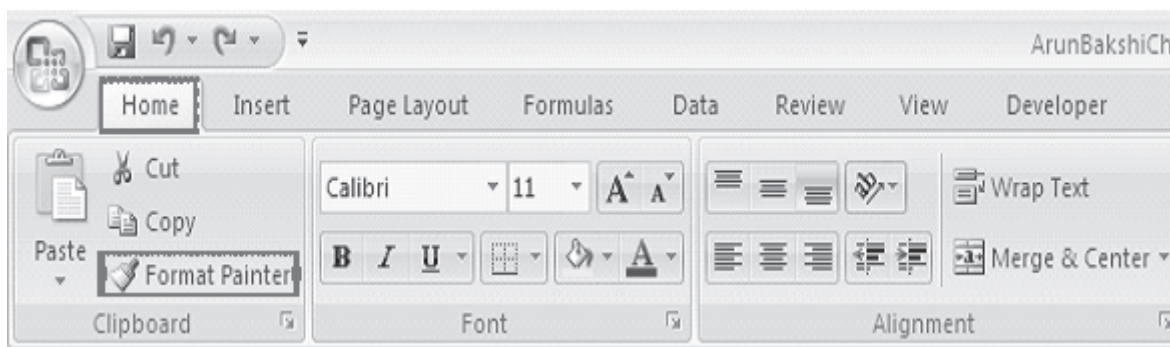 ArunBakshiCh
Home Insert Page Layout Formulas Data Review View Developer
Cut
Copy
Paste
Format Painter
Clipboard
Calibri 11 A A
B I U A
Font
Wrap Text
Merge & Center
Alignment